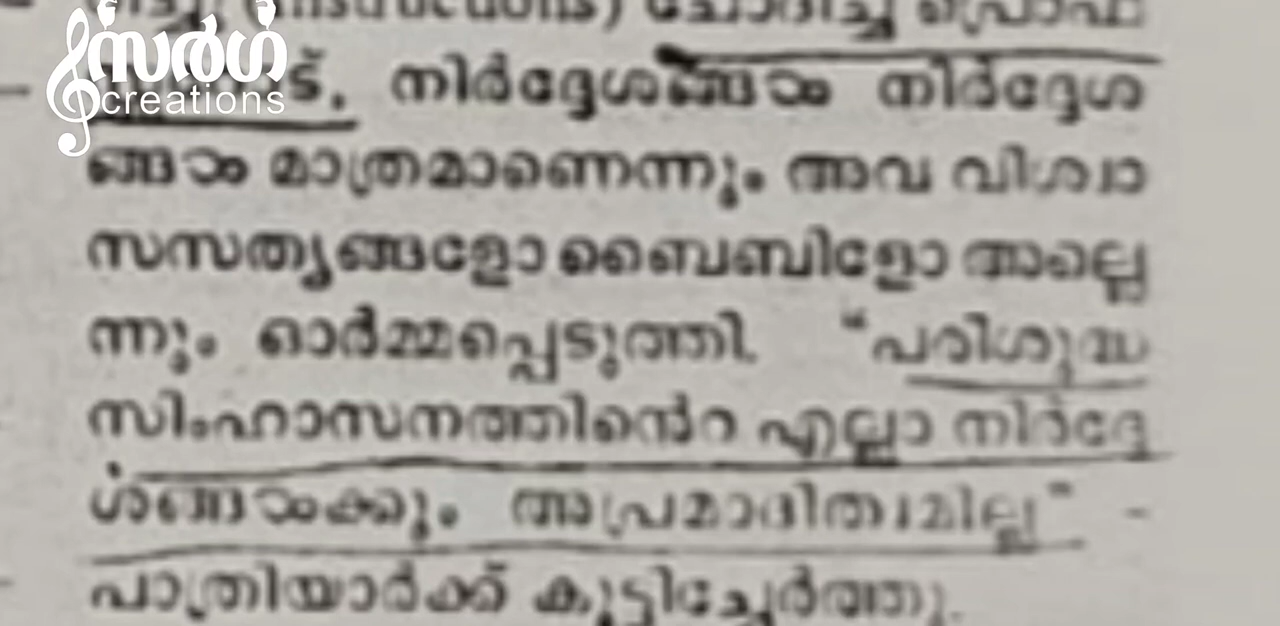 സർഗ്ഗ
creations
(instructions) ചോദിച്ച പ്രൊഫ
നിർദ്ദേശങ്ങൾ നിർദ്ദേശ
ങ്ങൾ മാത്രമാണെന്നും അവ വിശ്വാ
സസത്യങ്ങളോ ബൈബിളോ അല്ലെ
ന്നും ഓർമ്മപ്പെടുത്തി. “പരിശുദ്ധ
സിംഹാസനത്തിൻെറ എല്ലാ നിർദ്ദേ
ശങ്ങൾക്കും അപ്രമാദിത്വമില്ല” -
പാത്രിയാർക്ക് കൂട്ടിച്ചേർത്തു.